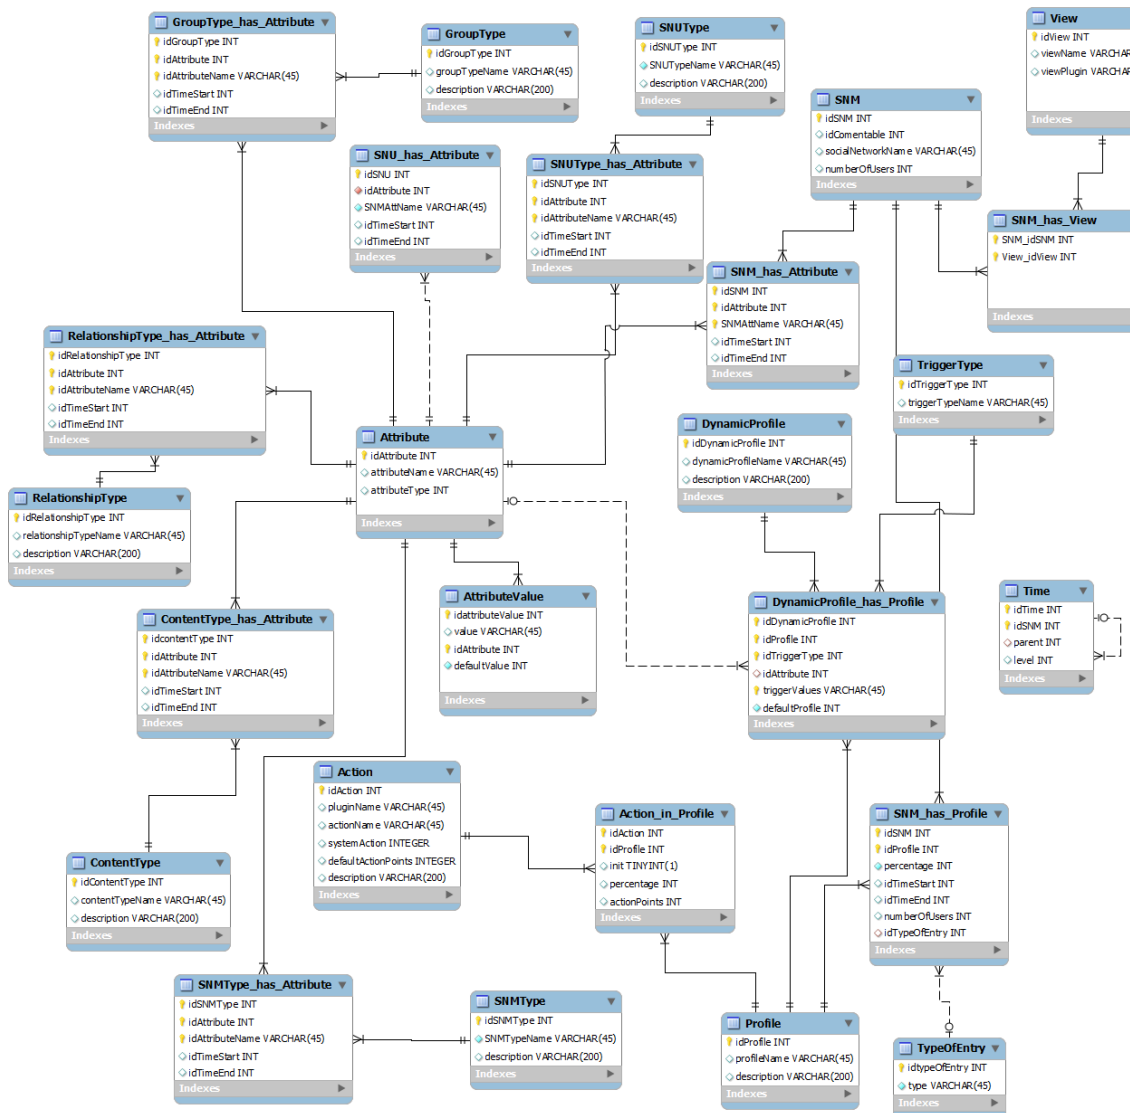 GroupType_has_Attribute
idGroupType INT
idAttribute INT
idAttributeName VARCHAR(45)
idTimeStart INT
idTimeEnd INT
Indexes
GroupType
idGroupType INT
groupTypeName VARCHAR(45)
description VARCHAR(200)
Indexes
SNUType
idSNUType INT
SNUTypeName VARCHAR(45)
description VARCHAR(200)
Indexes
View
idView INT
viewName VARCHAR
viewPlugin VARCHAR
Indexes
SNM
idSNM INT
idComentable INT
socialNetworkName VARCHAR(45)
numberOfUsers INT
Indexes
SNU_has_Attribute
idSNU INT
idAttribute INT
SNMAttName VARCHAR(45)
idTimeStart INT
idTimeEnd INT
Indexes
SNUType_has_Attribute
idSNUType INT
idAttribute INT
idAttributeName VARCHAR(45)
idTimeStart INT
idTimeEnd INT
Indexes
SNM_has_View
SNM_idSNM INT
View_idView INT
Indexes
SNM_has_Attribute
idSNM INT
idAttribute INT
SNMAttName VARCHAR(45)
idTimeStart INT
idTimeEnd INT
Indexes
RelationshipType_has_Attribute
idRelationshipType INT
idAttribute INT
idAttributeName VARCHAR(45)
idTimeStart INT
idTimeEnd INT
Indexes
TriggerType
idTriggerType INT
triggerTypeName VARCHAR(45)
Indexes
Attribute
idAttribute INT
attributeName VARCHAR(45)
attributeType INT
Indexes
DynamicProfile
idDynamicProfile INT
dynamicProfileName VARCHAR(45)
description VARCHAR(200)
Indexes
RelationshipType
idRelationshipType INT
relationshipTypeName VARCHAR(45)
description VARCHAR(200)
Indexes
ContentType_has_Attribute
idcontentType INT
idAttribute INT
idAttributeName VARCHAR(45)
idTimeStart INT
idTimeEnd INT
Indexes
AttributeValue
idattributeValue INT
value VARCHAR(45)
idAttribute INT
defaultValue INT
Indexes
DynamicProfile_has_Profile
idDynamicProfile INT
idProfile INT
idTriggerType INT
idAttribute INT
triggerValues VARCHAR(45)
defaultProfile INT
Indexes
Time
idTime INT
idSNM INT
parent INT
level INT
Indexes
Action
idAction INT
pluginName VARCHAR(45)
actionName VARCHAR(45)
systemAction INTEGER
defaultActionPoints INTEGER
description VARCHAR(200)
Indexes
Action_in_Profile
idAction INT
idProfile INT
init TINYINT(1)
percentage INT
actionPoints INT
Indexes
SNM_has_Profile
idSNM INT
idProfile INT
percentage INT
idTimeStart INT
idTimeEnd INT
numberOfUsers INT
idTypeOfEntry INT
Indexes
ContentType
idContentType INT
contentTypeName VARCHAR(45)
description VARCHAR(200)
Indexes
SNMType_has_Attribute
idSNMType INT
idAttribute INT
idAttributeName VARCHAR(45)
idTimeStart INT
idTimeEnd INT
Indexes
SNMType
idSNMType INT
SNMTypeName VARCHAR(45)
description VARCHAR(200)
Indexes
Profile
idProfile INT
profileName VARCHAR(45)
description VARCHAR(200)
Indexes
TypeOfEntry
idtypeOfEntry INT
type VARCHAR(45)
Indexes